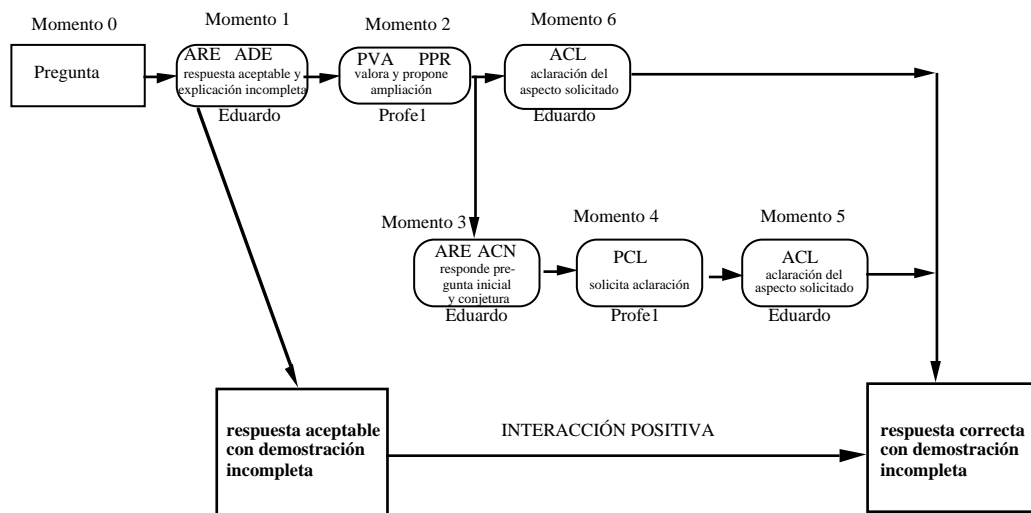 Momento 0
Pregunta
Momento 1
ARE ADE
respuesta aceptable y
explicación incompleta
Eduardo
Momento 2
PVA PPR
valora y propone
ampliación
Profe1
Momento 6
ACL
aclaración del
aspecto solicitado
Eduardo
Momento 3
ARE ACN
responde pre-
gunta inicial
y conjetura
Eduardo
Momento 4
PCL
solicita aclaración
Profe1
Momento 5
ACL
aclaración del
aspecto solicitado
Eduardo
respuesta aceptable
con demostración
incompleta
INTERACCIÓN POSITIVA
respuesta correcta
con demostración
incompleta